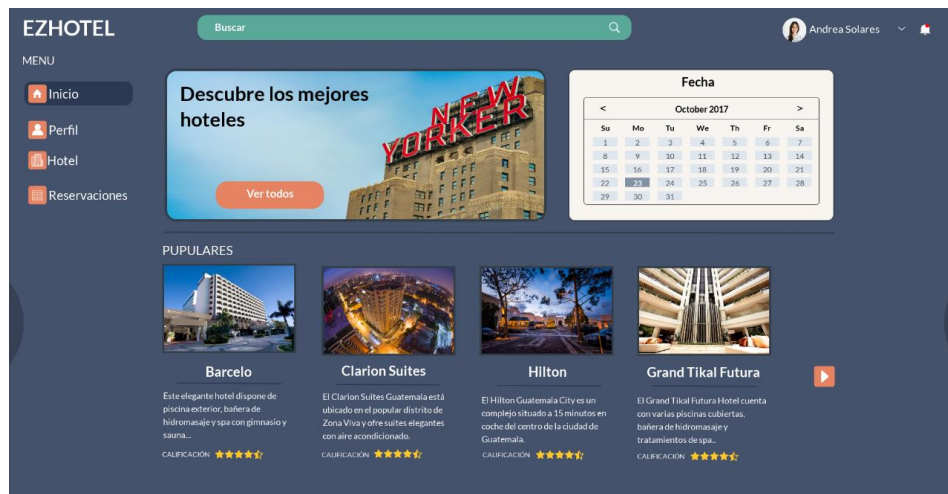 EZHOTEL
Buscar
Andrea Solares
MENU
Inicio
Perfil
Hotel
Reservaciones
Descubre los mejores
hoteles
NEW
YORKER
Ver todos
Fecha
< October 2017 >
Su Mo Tu We Th Fr Sa
1 2 3 4 5 6 7
8 9 10 11 12 13 14
15 16 17 18 19 20 21
22 23 24 25 26 27 28
29 30 31
PUPULARES
Barcelo
Este elegante hotel dispone de
piscina exterior, bañera de
hidromasaje y spa con gimnasio y
sauna...
CALIFICACIÓN
Clarion Suites
El Clarion Suites Guatemala está
ubicado en el popular distrito de
Zona Viva y ofre suites elegantes
con aire acondicionado.
CALIFICACIÓN
Hilton
El Hilton Guatemala City es un
complejo situado a 15 minutos en
coche del centro de la ciudad de
Guatemala.
CALIFICACIÓN
Grand Tikal Futura
El Grand Tikal Futura Hotel cuenta
con varias piscinas cubiertas,
bañera de hidromasaje y
tratamientos de spa..
CALIFICACIÓN